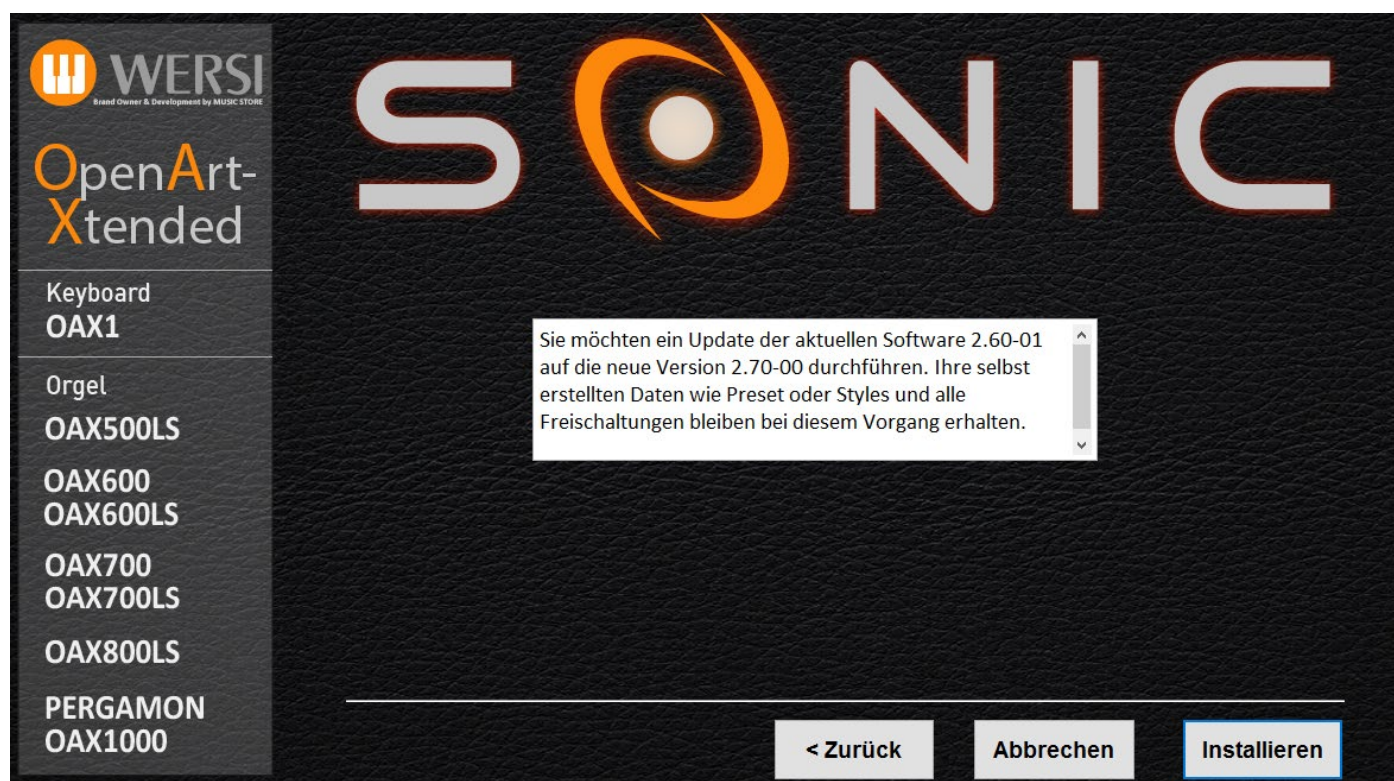 WERSI
Brand Owner & Development by MUSIC STORE
OpenArt-
Xtended
Keyboard
OAX1
Orgel
OAX500LS
OAX600
OAX600LS
OAX700
OAX700LS
OAX800LS
PERGAMON
OAX1000
SONIC
Sie möchten ein Update der aktuellen Software 2.60-01
auf die neue Version 2.70-00 durchführen. Ihre selbst
erstellten Daten wie Preset oder Styles und alle
Freischaltungen bleiben bei diesem Vorgang erhalten.
< Zurück
Abbrechen
Installieren